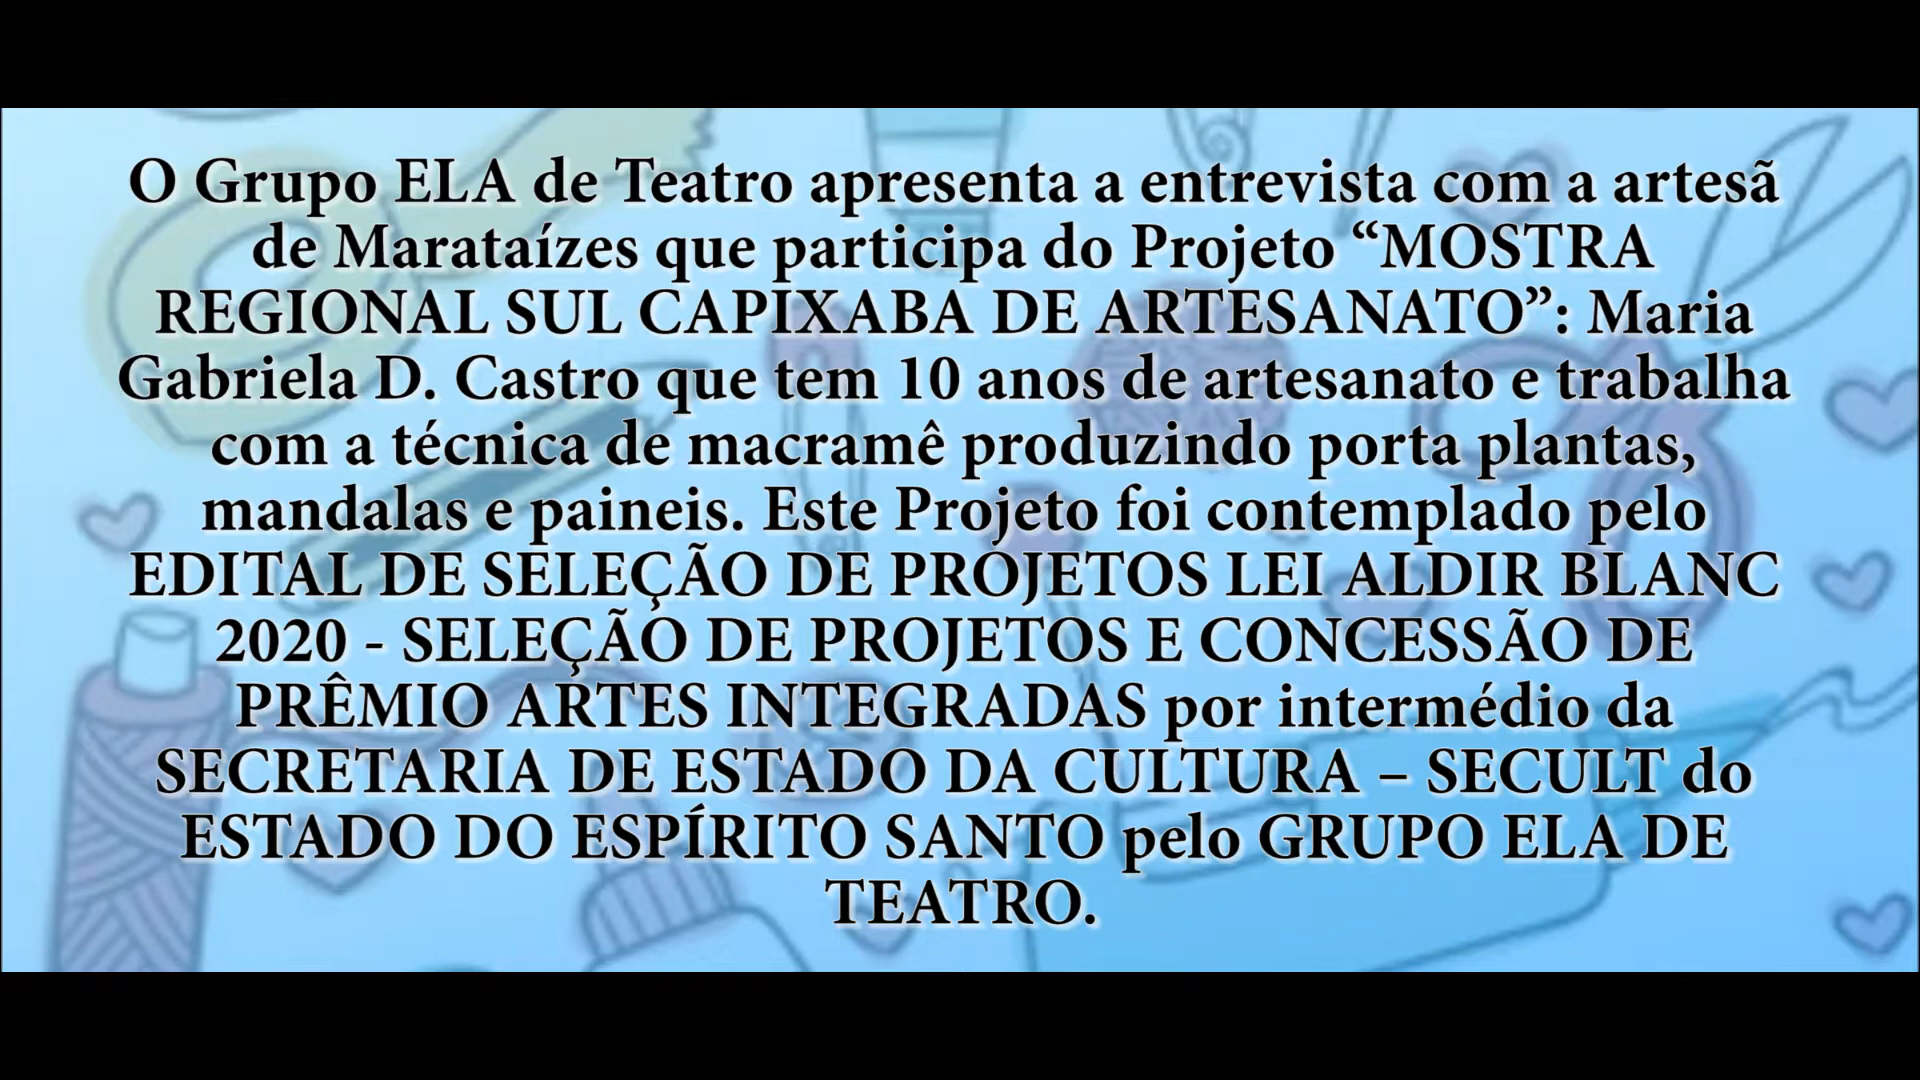 O Grupo ELA de Teatro apresenta a entrevista com a artesã
de Marataízes que participa do Projeto “MOSTRA
REGIONAL SUL CAPIXABA DE ARTESANATO”: Maria
Gabriela D. Castro que tem 10 anos de artesanato e trabalha
com a técnica de macramê produzindo porta plantas,
mandalas e paineis. Este Projeto foi contemplado pelo
EDITAL DE SELEÇÃO DE PROJETOS LEI ALDIR BLANC
2020 - SELEÇÃO DE PROJETOS E CONCESSÃO DE
PRÊMIO ARTES INTEGRADAS por intermédio da
SECRETARIA DE ESTADO DA CULTURA – SECULT do
ESTADO DO ESPÍRITO SANTO pelo GRUPO ELA DE
TEATRO.